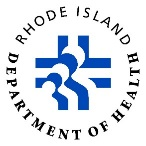 RHODE ISLAND
DEPARTMENT OF HEALTH